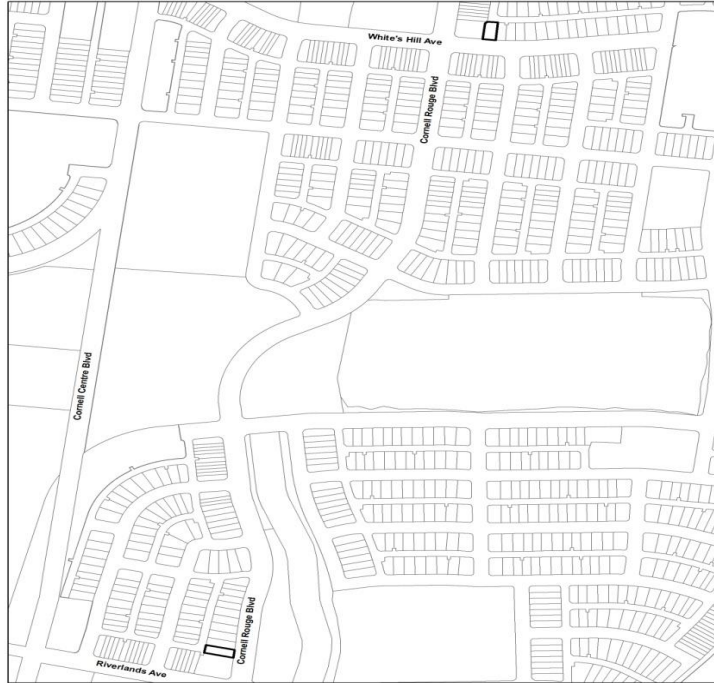 White's Hill Ave
Cornell Rouge Blvd
Cornell Centre Blvd
Cornell Rouge Blvd
Riverlands Ave